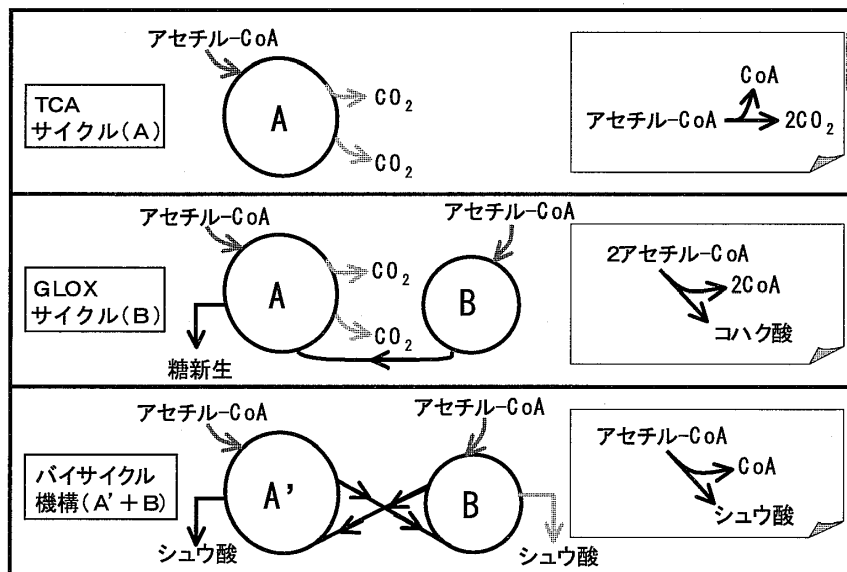 アセチル-CoA
TCA
サイクル(A)
A
CO2
CO2
CoA
アセチル-CoA
2CO2
アセチル-CoA
アセチル-CoA
GLOX
サイクル(B)
A
CO2
CO2
B
糖新生
2アセチル-CoA
2CoA
コハク酸
アセチル-CoA
アセチル-CoA
バイサイクル
機構(A'+B)
A'
B
シュウ酸
シュウ酸
アセチル-CoA
CoA
シュウ酸